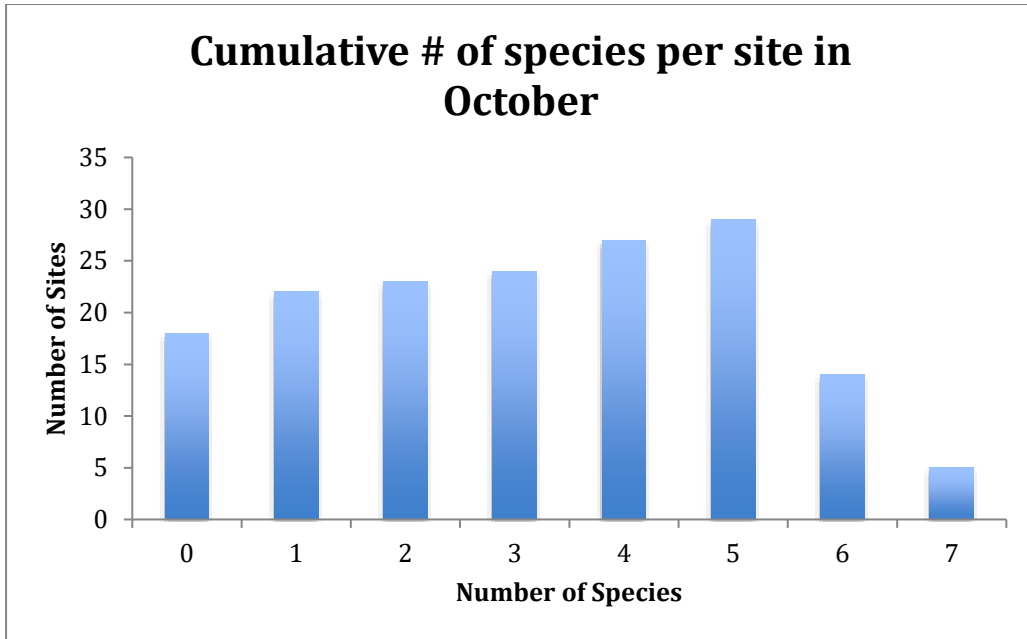 Cumulative # of species per site in
October
35
30
25
20
15
10
5
0
Number of Sites
0 1 2 3 4 5 6 7
Number of Species